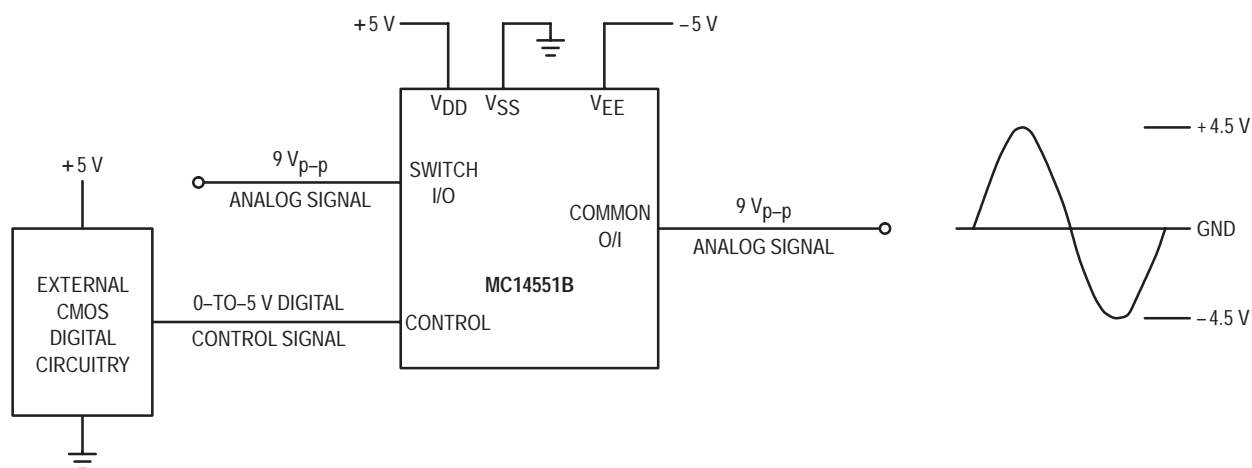 +5 V
–5 V
VDD
VSS
VEE
9 Vp–p
ANALOG SIGNAL
SWITCH
I/O
+5 V
COMMON
O/I
9 Vp–p
ANALOG SIGNAL
MC14551B
EXTERNAL
CMOS
DIGITAL
CIRCUITRY
0–TO–5 V DIGITAL
CONTROL SIGNAL
CONTROL
+4.5 V
GND
–4.5 V